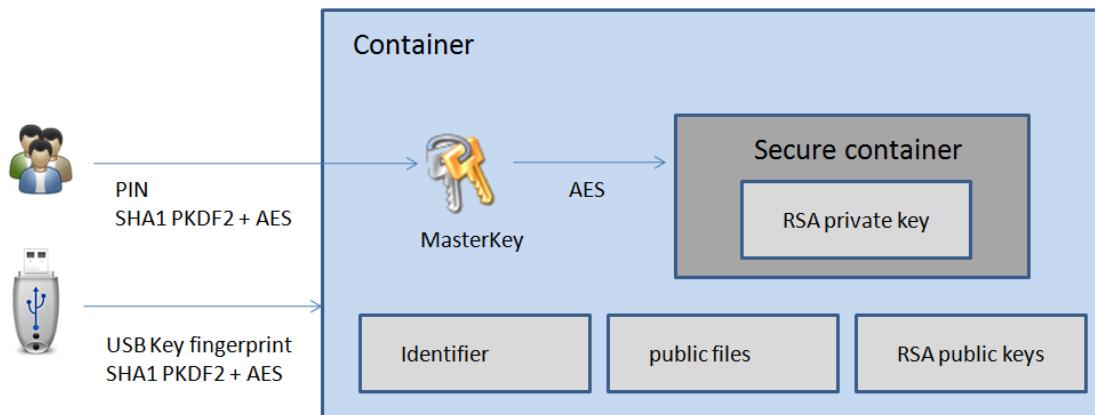 Container
Secure container
RSA private key
PIN
SHA1 PKDF2 + AES
AES
MasterKey
USB Key fingerprint
SHA1 PKDF2 + AES
Identifier
public files
RSA public keys